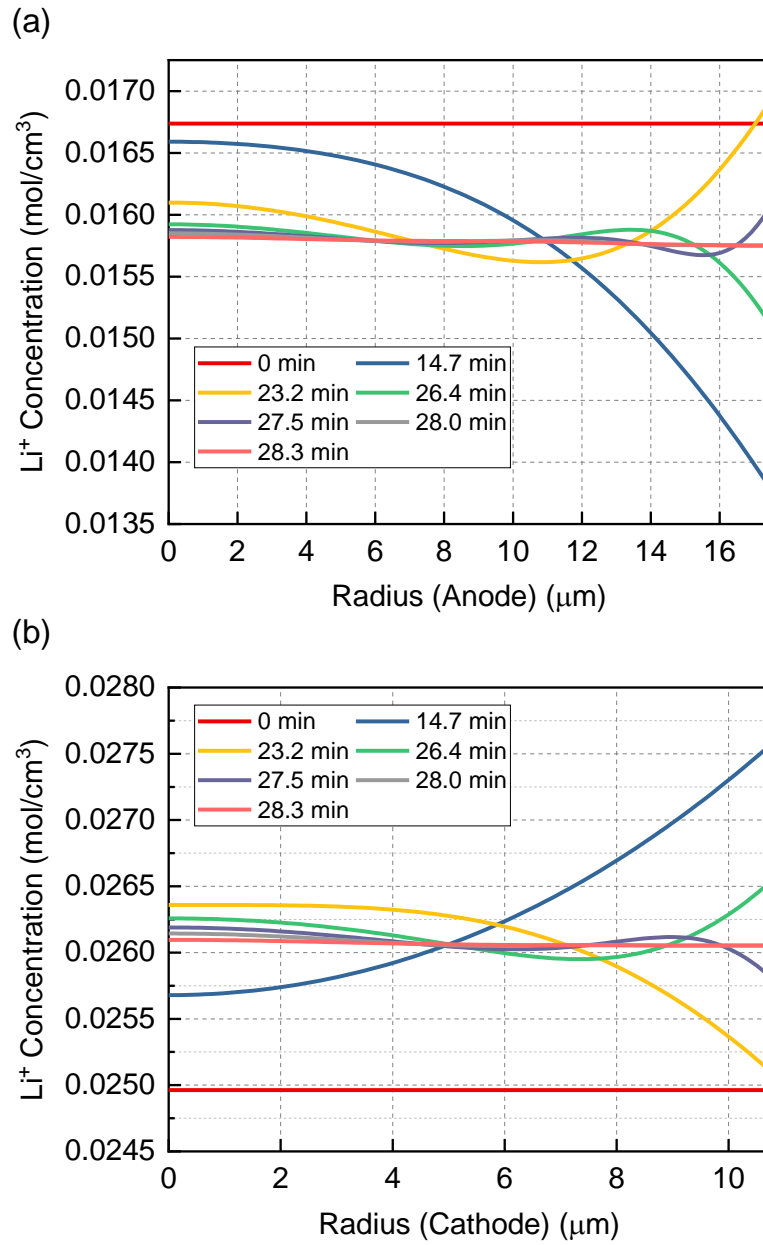 (a)
Li⁺ Concentration (mol/cm³)
0.0170
0.0165
0.0160
0.0155
0.0150
0.0145
0.0140
0.0135
0 min 14.7 min
23.2 min 26.4 min
27.5 min 28.0 min
28.3 min
0 2 4 6 8 10 12 14 16
Radius (Anode) (μm)
(b)
Li⁺ Concentration (mol/cm³)
0.0280
0.0275
0.0270
0.0265
0.0260
0.0255
0.0250
0.0245
0 min 14.7 min
23.2 min 26.4 min
27.5 min 28.0 min
28.3 min
0 2 4 6 8 10
Radius (Cathode) (μm)